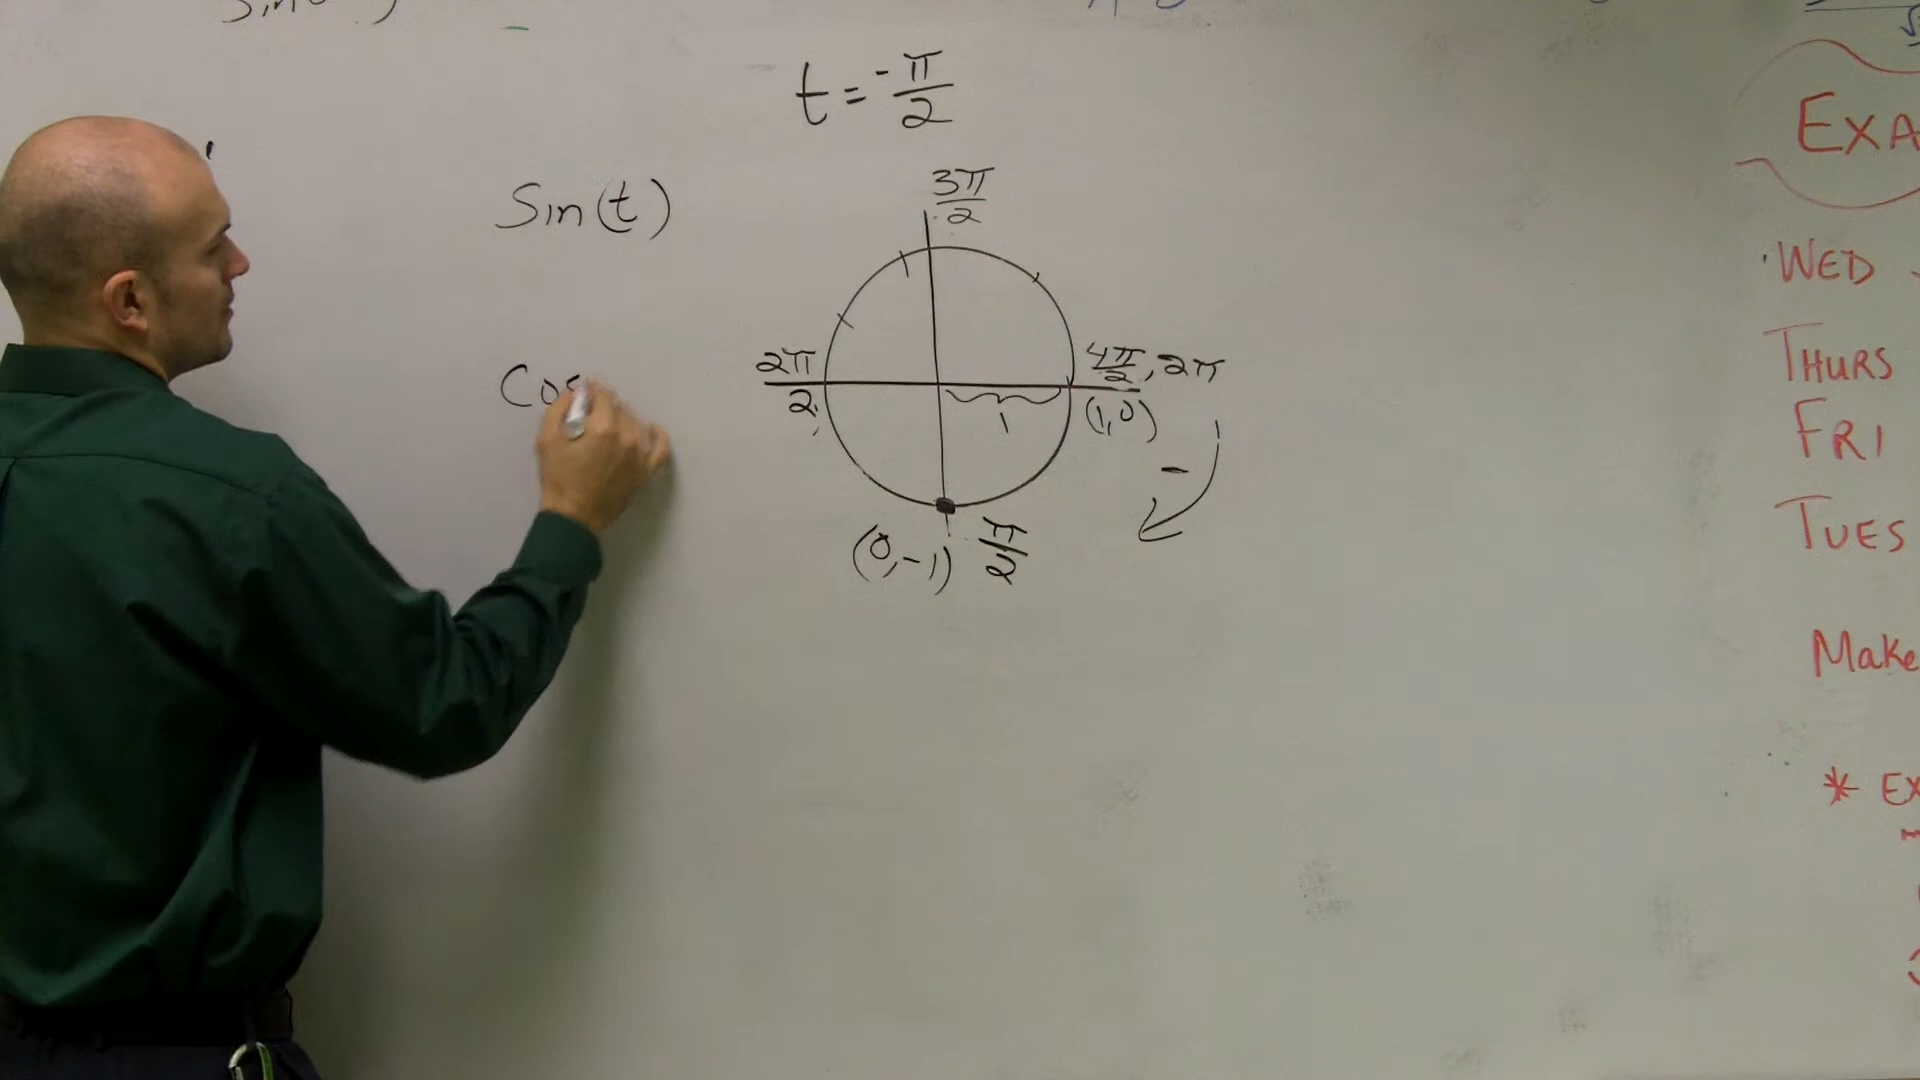 t = -π/2
Sin(t)
3π/2
2π/2
4π/2, 2π
Cos
(1,0)
1
-
(0,-1) π/2
EXA
WED
THURS
FRI
TUES
Make
* EX